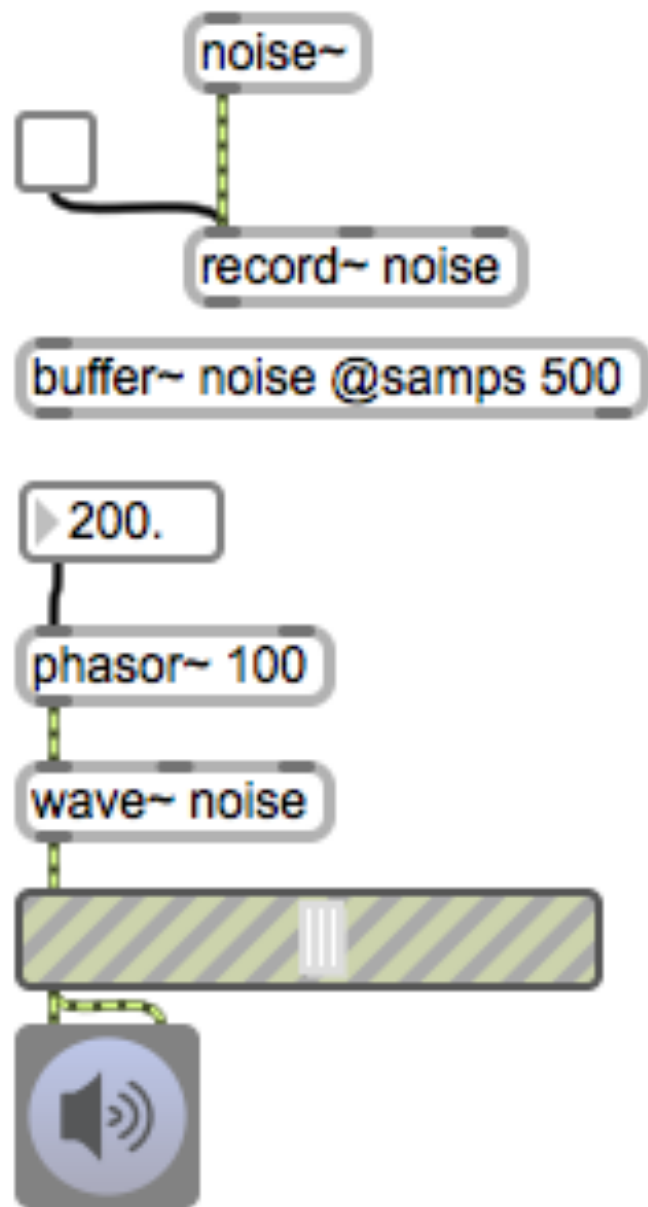 noise~
record~ noise
buffer~ noise @samps 500
200.
phasor~ 100
wave~ noise